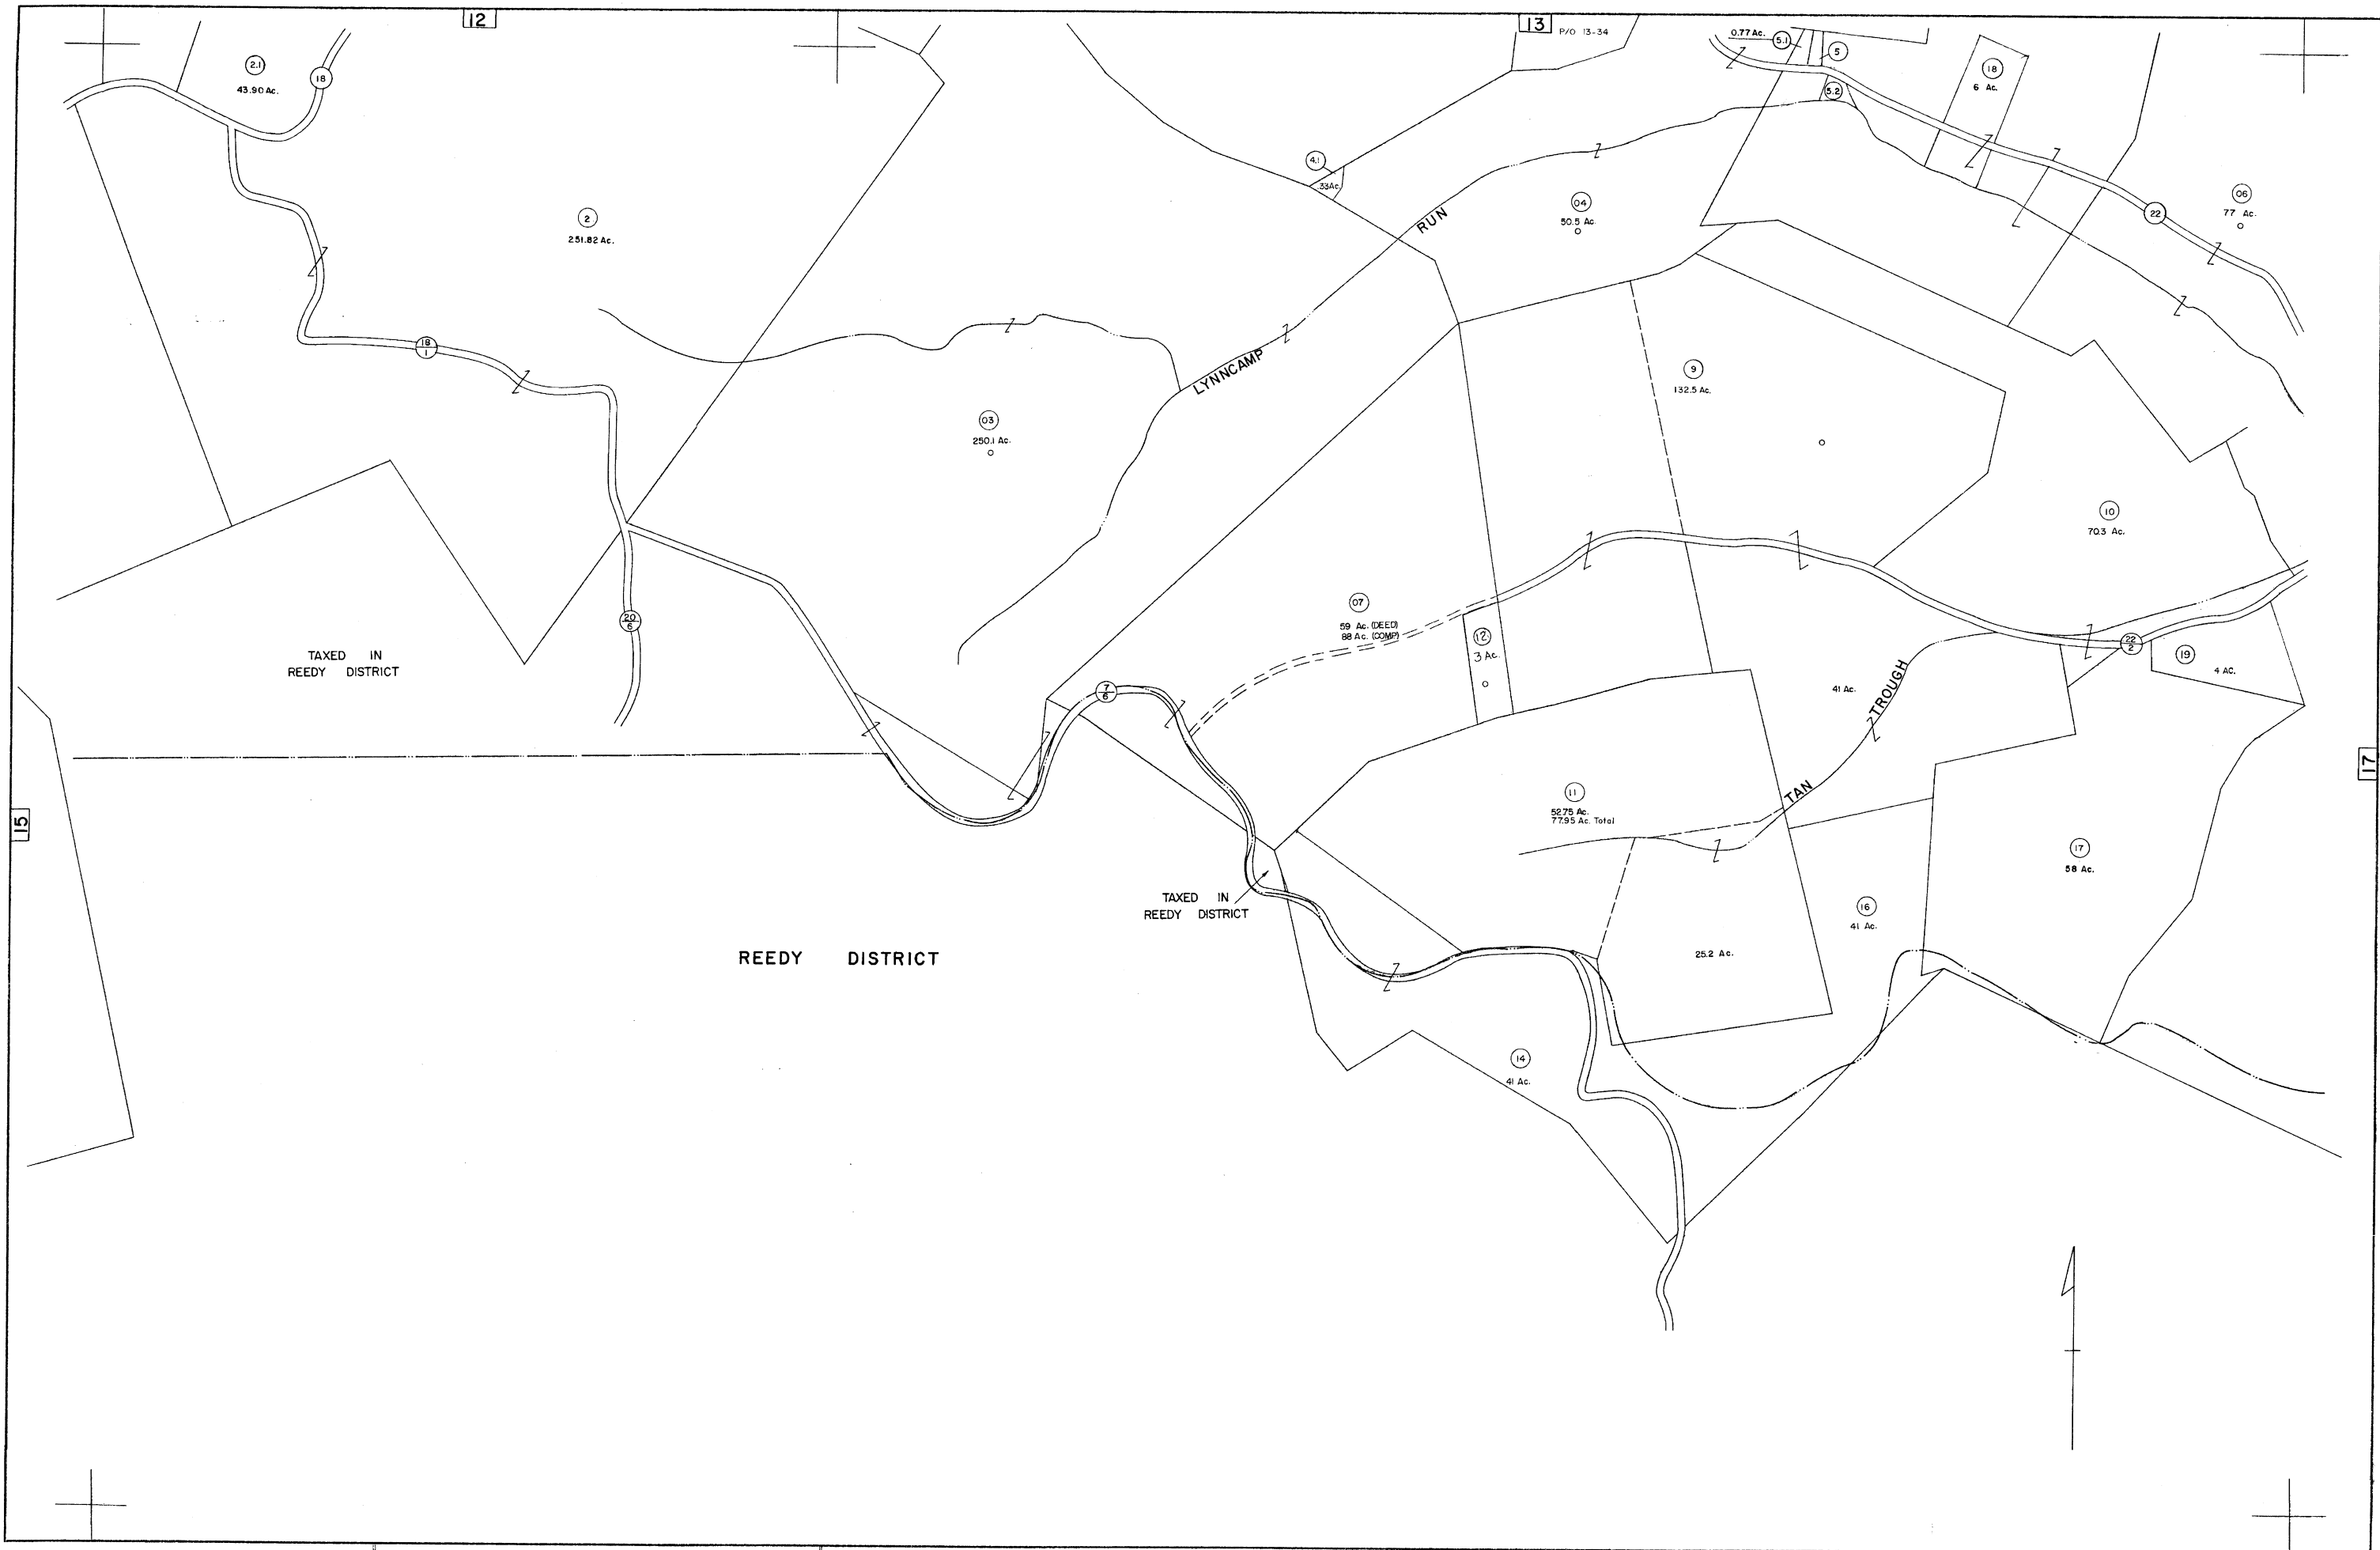 12
13
P/O 13-34
2.1
43.90 Ac.
18
0.77 Ac.
5.1
5
5.2
18
6 Ac.
4.1
.33Ac.
2
251.82 Ac.
04
50.5 Ac.
22
06
77 Ac.
LYNNCAMP RUN
18
1
9
132.5 Ac.
03
250.1 Ac.
10
70.3 Ac.
20
6
07
59 Ac. (DEED)
88 Ac. (COMP)
12
3 Ac.
22
2
19
4 AC.
TAXED IN
REEDY DISTRICT
7
6
41 Ac.
TAN TROUGH
15
17
11
52.75 Ac.
77.95 Ac. Total
17
58 Ac.
TAXED IN
REEDY DISTRICT
16
41 Ac.
REEDY DISTRICT
25.2 Ac.
14
41 Ac.